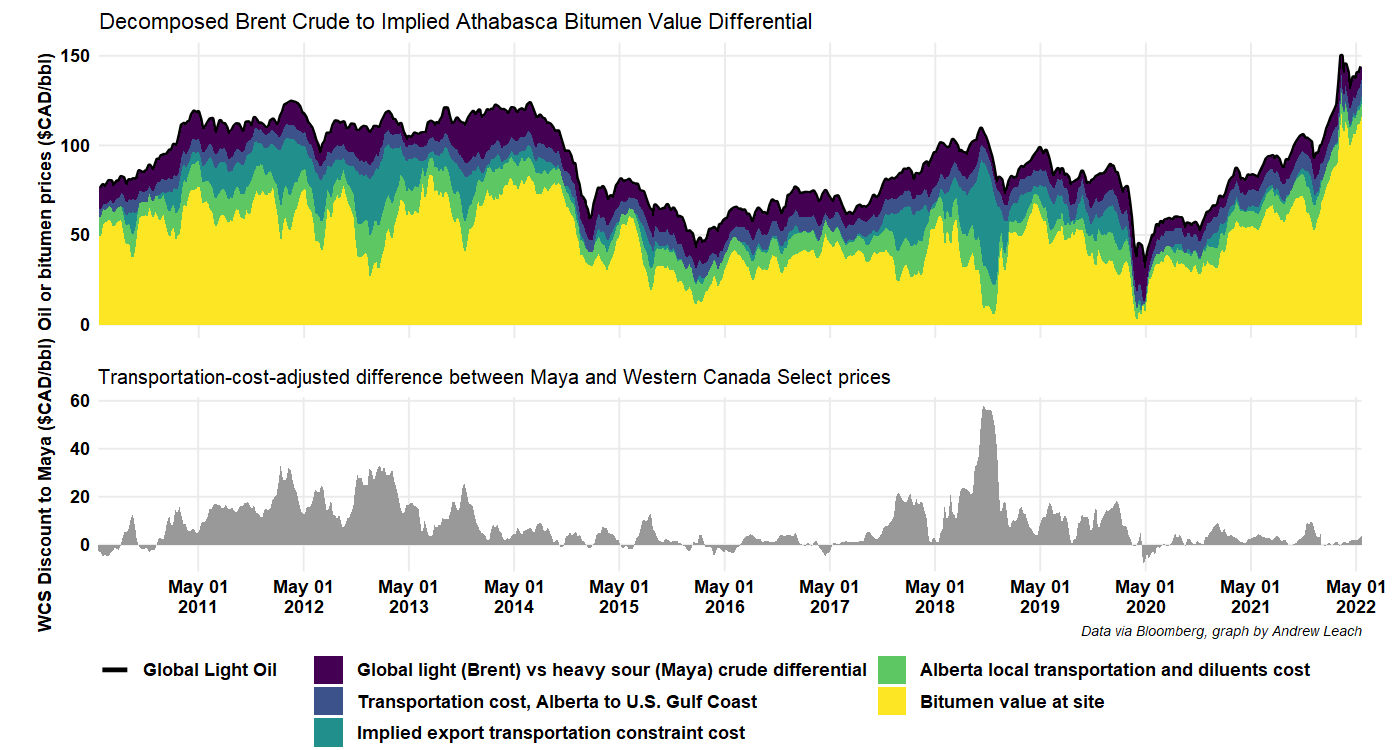 Decomposed Brent Crude to Implied Athabasca Bitumen Value Differential
Oil or bitumen prices ($CAD/bbl)
150
100
50
0
Transportation-cost-adjusted difference between Maya and Western Canada Select prices
WCS Discount to Maya ($CAD/bbl)
60
40
20
0
May 01 May 01 May 01 May 01 May 01 May 01 May 01 May 01 May 01 May 01 May 01 May 01
2011 2012 2013 2014 2015 2016 2017 2018 2019 2020 2021 2022
Data via Bloomberg, graph by Andrew Leach
Global Light Oil
Global light (Brent) vs heavy sour (Maya) crude differential
Transportation cost, Alberta to U.S. Gulf Coast
Implied export transportation constraint cost
Alberta local transportation and diluents cost
Bitumen value at site